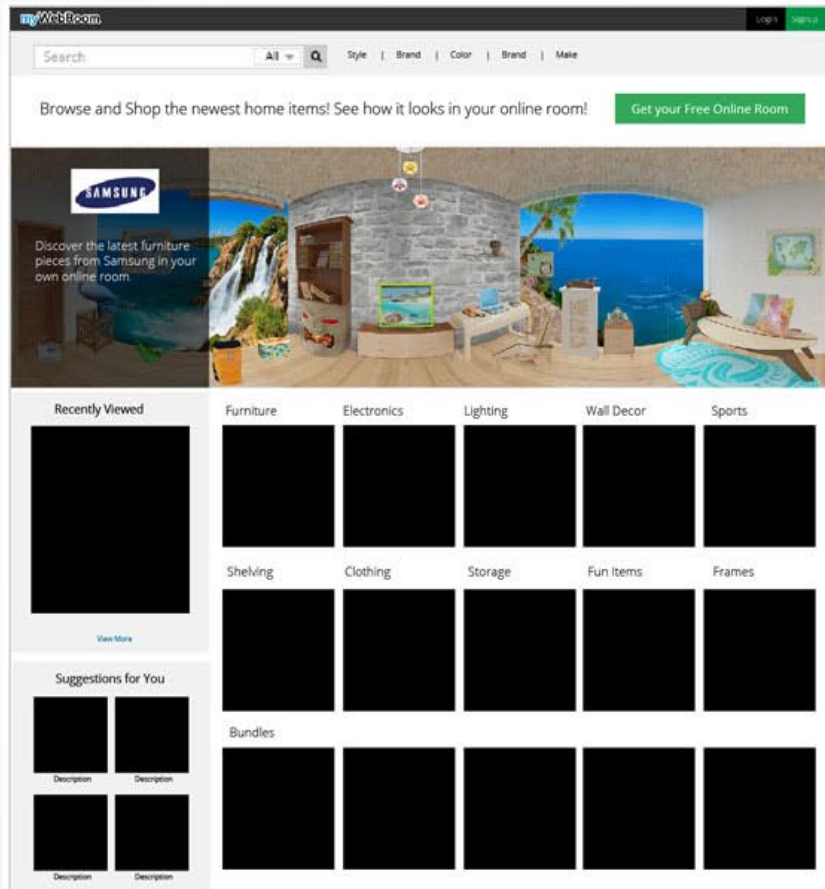 myWebRoom
Login Signup
Search All Style | Brand | Color | Brand | Make
Browse and Shop the newest home items! See how it looks in your online room! Get your Free Online Room
SAMSUNG
Discover the latest furniture
pieces from Samsung in your
own online room.
Recently Viewed
Furniture Electronics Lighting Wall Decor Sports
Shelving Clothing Storage Fun Items Frames
View More
Suggestions for You
Bundles
Description Description
Description Description